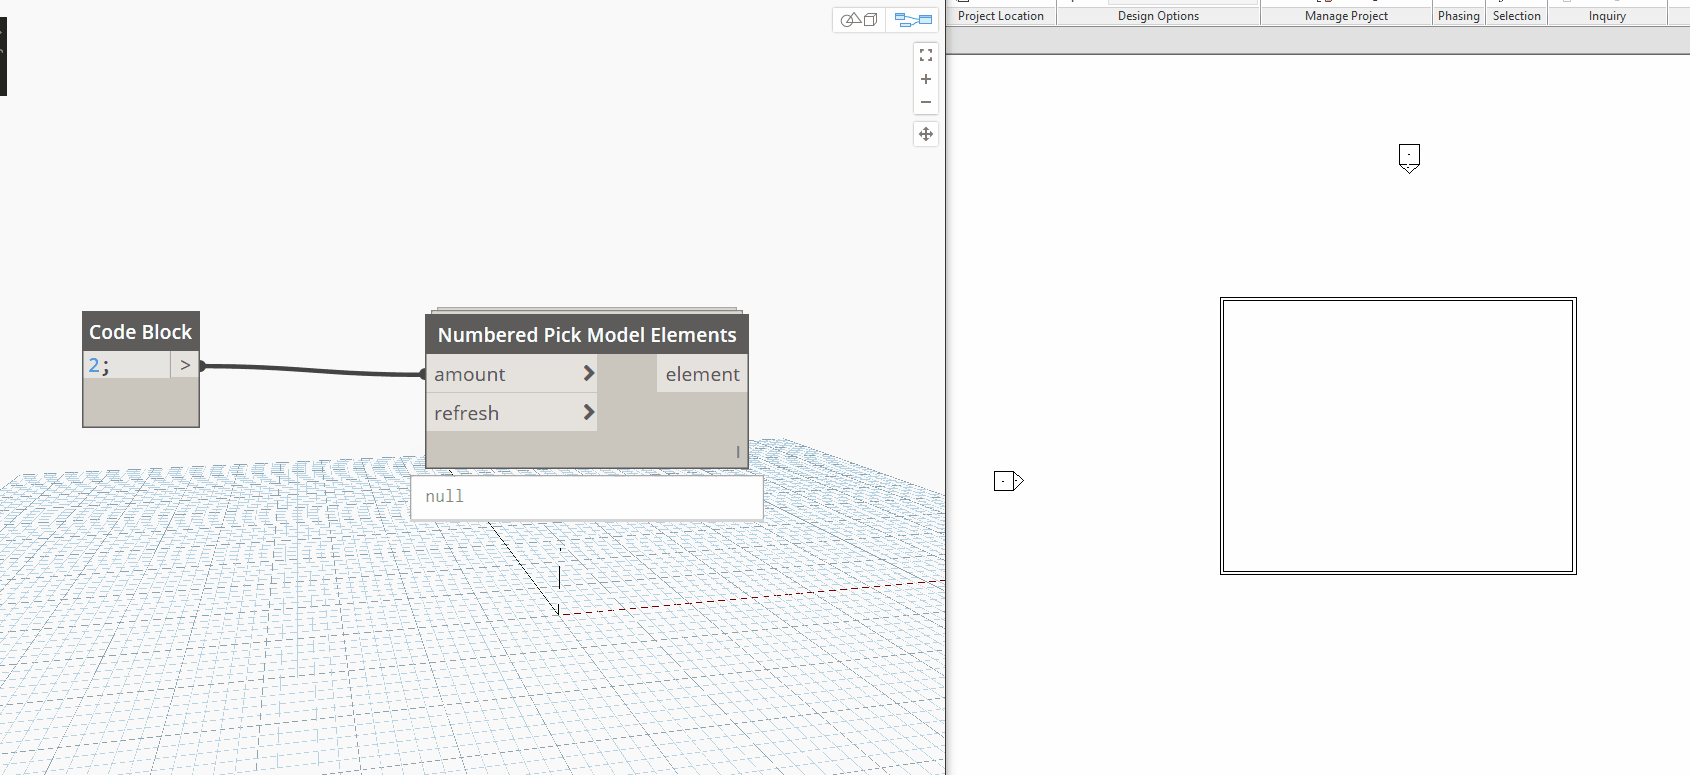 Project Location
Design Options
Manage Project
Phasing
Selection
Inquiry
Code Block
2;
>
Numbered Pick Model Elements
amount
element
refresh
l
null